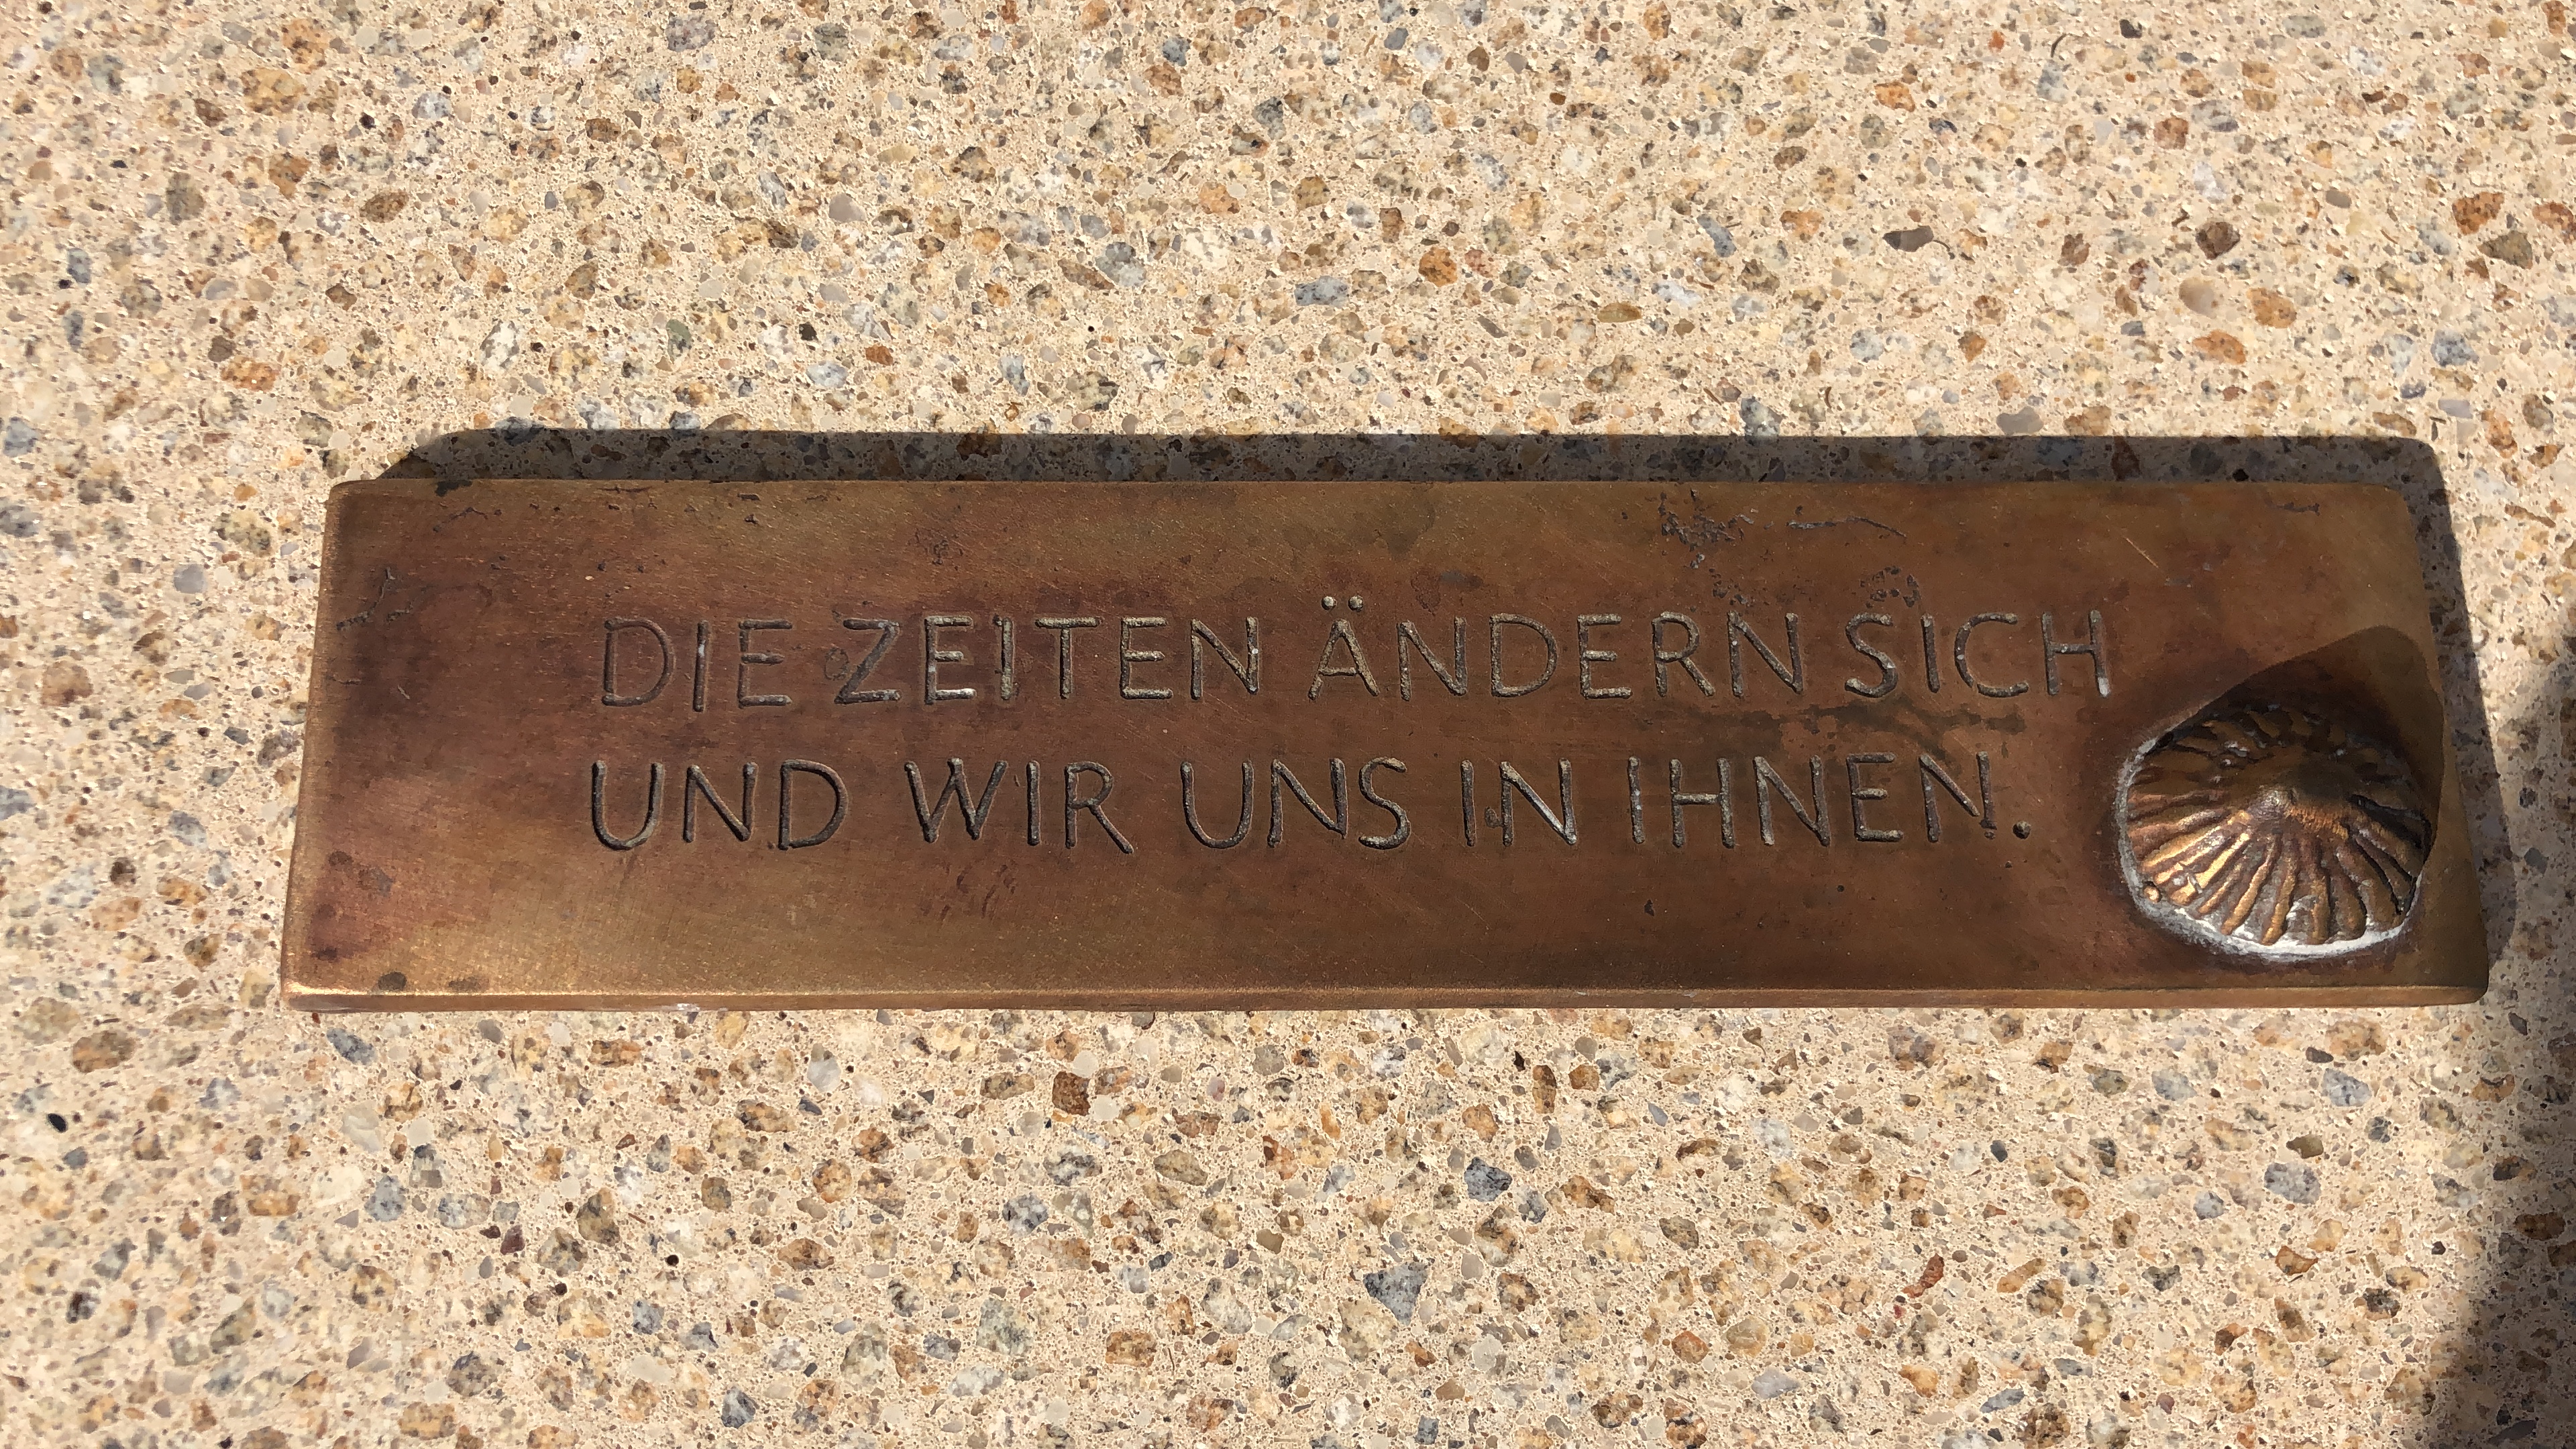 DIE ZEITEN ÄNDERN SICH
UND WIR UNS IN IHNEN.